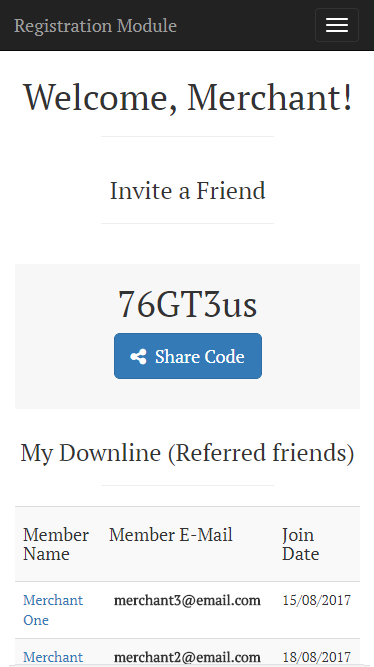 Registration Module
Welcome, Merchant!
Invite a Friend
76GT3us
Share Code
My Downline (Referred friends)
Member Name Member E-Mail Join Date
Merchant One merchant3@email.com 15/08/2017
Merchant merchant2@email.com 18/08/2017